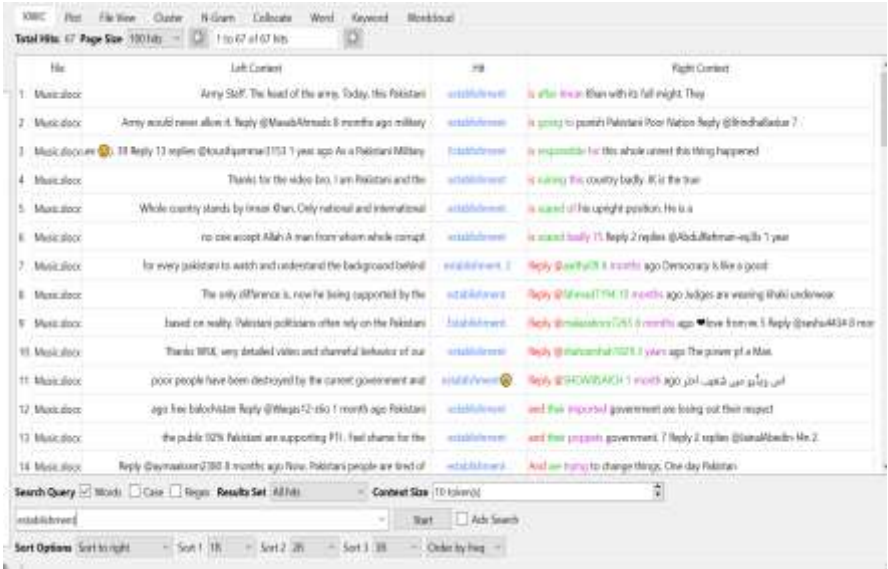 KWIC Plot File View Cluster N-Gram Collocate Word Keyword Wordcloud
Total Hits: 67 Page Size 100 hits 1 to 67 of 67 hits
File Left Context Hit Right Context
1 Music.docx Army Staff. The head of the army. Today, this Pakistani establishment is after Imran Khan with its full might. They
2 Music.docx Army would never allow it. Reply 8 months ago military establishment is going to punish Pakistani Poor Nation Reply 7
3 Music.docx 😢). 18 Reply 13 replies 1 year ago As a Pakistani Military Establishment is responsible for this whole unrest this thing happened
4 Music.docx Thanks for the video bro. I am Pakistani and the establishment is ruining this country badly. IK is the true
5 Music.docx Whole country stands by Imran Khan. Only national and international establishment is scared of his upright position. He is a
6 Music.docx no one accept Allah A man from whom whole corrupt establishment is scared badly 15 Reply 2 replies 1 year
7 Music.docx for every pakistani to watch and understand the background behind establishment. 2 Reply 6 months ago Democracy is like a good
8 Music.docx The only difference is, now he being supported by the establishment Reply months ago Judges are wearing khaki underwear
9 Music.docx based on reality. Pakistani politicians often rely on the Pakistani Establishment Reply months ago ❤love from 5 Reply
10 Music.docx Thanks very detailed video and shameful behavior of our establishment Reply years ago The power of a Man.
11 Music.docx poor people have been destroyed by the current government and establishment😢 Reply 1 month ago
12 Music.docx ago free balochistan Reply 1 month ago Pakistani establishment and their imported government are losing out their respect
13 Music.docx the public 92% Pakistani are supporting PTI. Feel shame for the establishment and their puppets government. 7 Reply 2 replies
14 Music.docx Reply 8 months ago Now, Pakistani people are tired of establishment And are trying to change things, One day Pakistan
Search Query Words Case Regex Results Set All hits Context Size 10 token(s)
establishment Start Adv Search
Sort Options Sort to right Sort 1 1R Sort 2 2R Sort 3 3R Order by freq